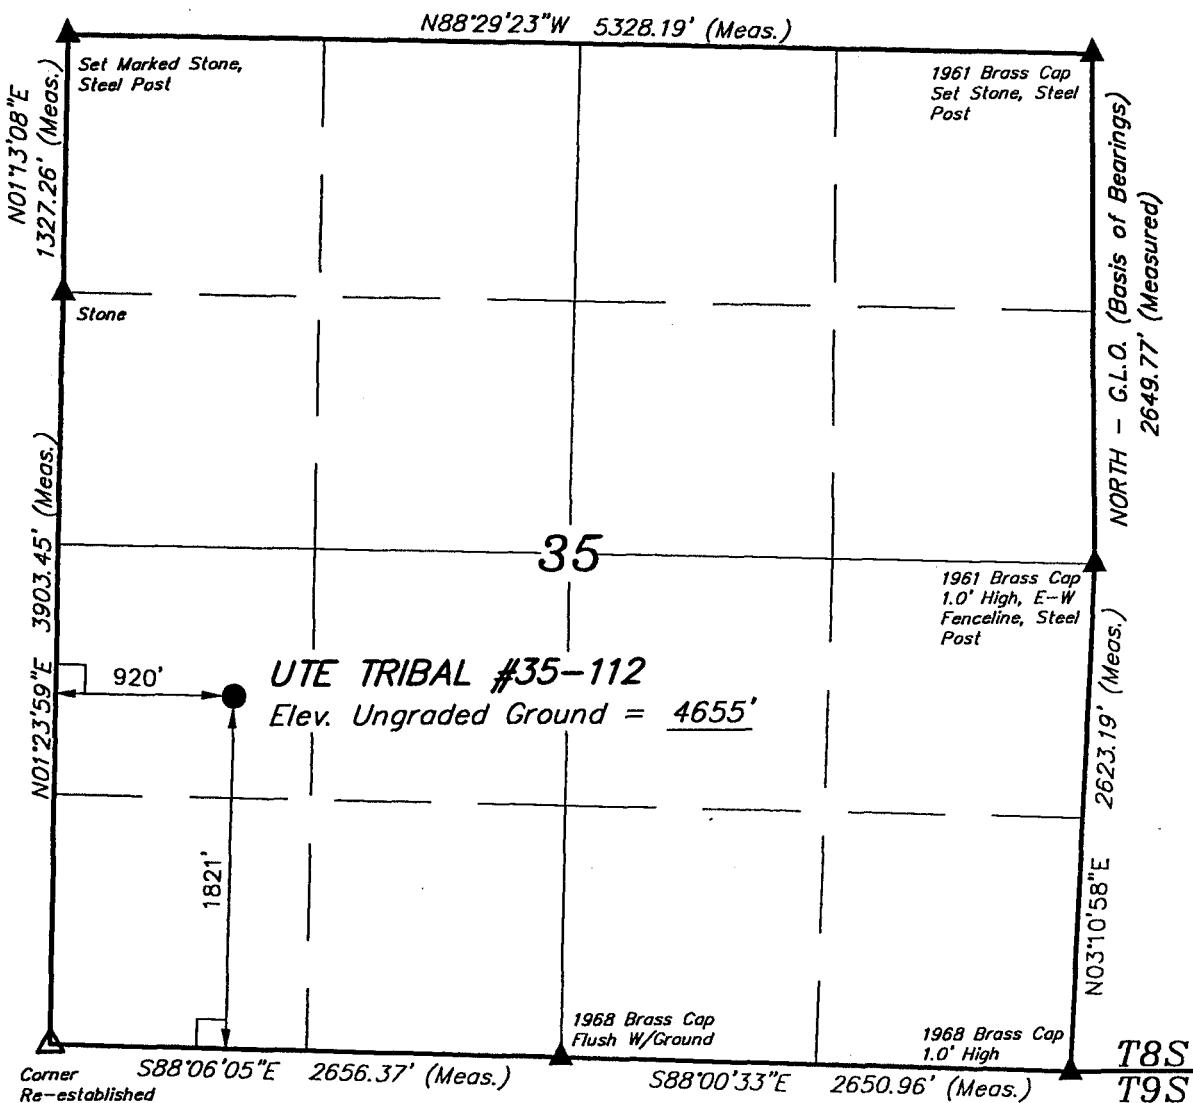 N88°29'23"W 5328.19' (Meas.)
Set Marked Stone,
Steel Post
1961 Brass Cap
Set Stone, Steel
Post
N01°13'08"E
1327.26' (Meas.)
NORTH - G.L.O. (Basis of Bearings)
2649.77' (Measured)
Stone
N01°23'59"E 3903.45' (Meas.)
35
1961 Brass Cap
1.0' High, E-W
Fenceline, Steel
Post
920'
UTE TRIBAL #35-112
Elev. Ungraded Ground = 4655'
N03°10'58"E 2623.19' (Meas.)
1821'
1968 Brass Cap
Flush W/Ground
1968 Brass Cap
1.0' High
T8S
T9S
Corner
Re-established
S88°06'05"E 2656.37' (Meas.)
S88°00'33"E 2650.96' (Meas.)